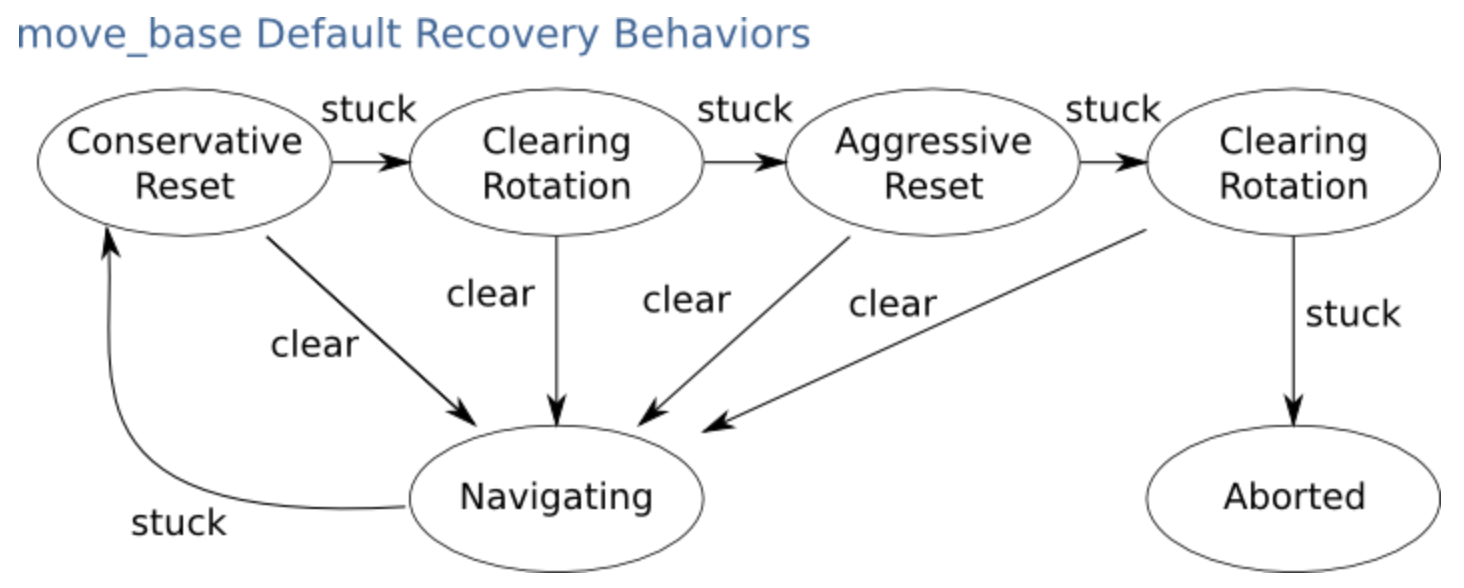 move_base Default Recovery Behaviors
stuck
stuck
stuck
Conservative
Reset
Clearing
Rotation
Aggressive
Reset
Clearing
Rotation
clear
clear
clear
clear
stuck
Navigating
Aborted
stuck